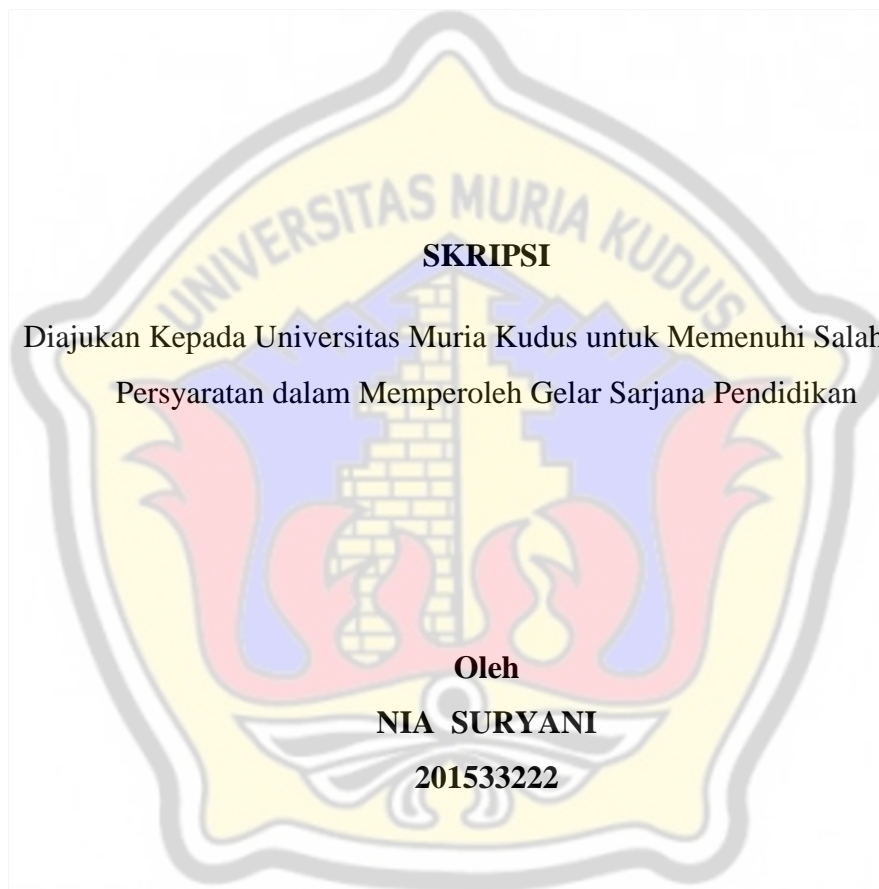 UNIVERSITAS MURIA KUDUS
SKRIPSI
Diajukan Kepada Universitas Muria Kudus untuk Memenuhi Salah
Persyaratan dalam Memperoleh Gelar Sarjana Pendidikan
Oleh
NIA SURYANI
201533222